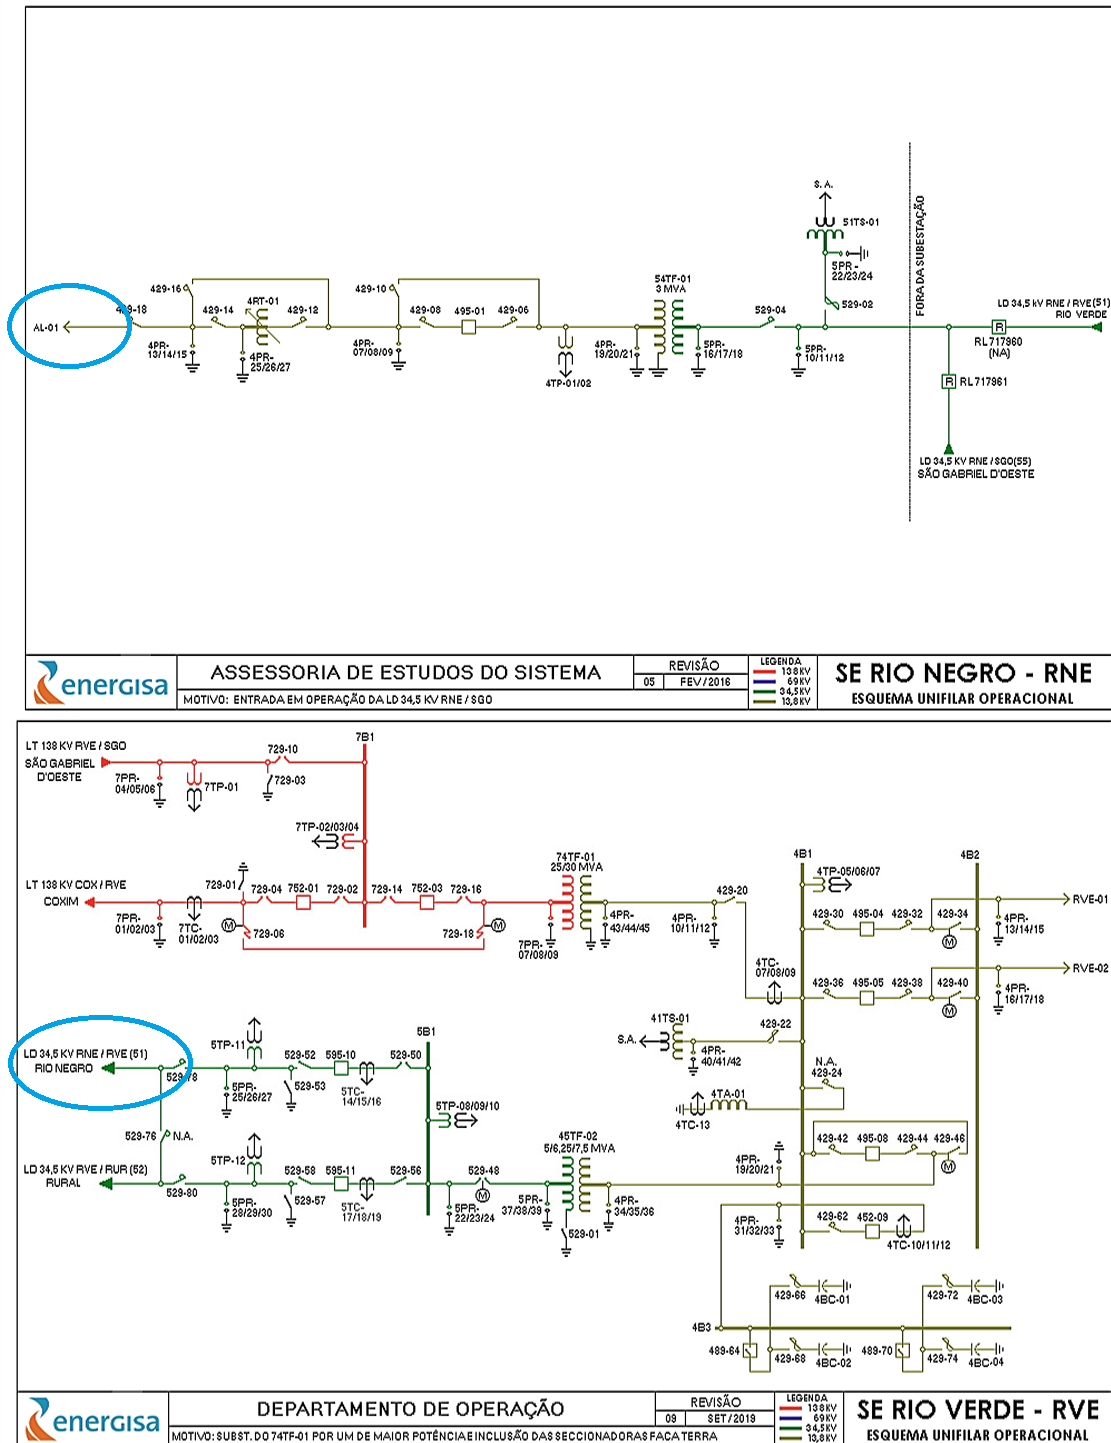 S. A.
51TS-01
5PR-
22/23/24
529-02
FORA DA SUBESTAÇÃO
LD 34,5 kV RNE / RVE(51)
RIO VERDE
RL717960
(NA)
R
R
RL717961
LD 34,5 KV RNE / SGO(55)
SÃO GABRIEL D'OESTE
AL-01
429-18
429-16
429-14
4RT-01
429-12
4PR-
13/14/15
4PR-
25/26/27
429-10
429-08
495-01
429-06
4PR-
07/08/09
4TP-01/02
54TF-01
3 MVA
4PR-
19/20/21
5PR-
16/17/18
529-04
5PR-
10/11/12
energisa
ASSESSORIA DE ESTUDOS DO SISTEMA
MOTIVO: ENTRADA EM OPERAÇÃO DA LD 34,5 KV RNE / SGO
REVISÃO
05 FEV/2016
LEGENDA
138KV
69KV
34,5KV
13,8KV
SE RIO NEGRO - RNE
ESQUEMA UNIFILAR OPERACIONAL
LT 138 KV RVE / SGO
SÃO GABRIEL
D'OESTE
7PR-
04/05/06
7TP-01
729-10
729-03
7B1
7TP-02/03/04
LT 138 KV COX / RVE
COXIM
7PR-
01/02/03
7TC-
01/02/03
729-01
729-04
752-01
729-02
729-14
752-03
729-16
M
729-06
729-18
M
74TF-01
25/30 MVA
7PR-
07/08/09
4PR-
43/44/45
4PR-
10/11/12
429-20
4B1
4TP-05/06/07
4B2
429-30
495-04
429-32
429-34
M
RVE-01
4PR-
13/14/15
4TC-
07/08/09
429-36
495-05
429-38
429-40
M
RVE-02
4PR-
16/17/18
41TS-01
S.A.
4PR-
40/41/42
429-22
N.A.
429-24
4TA-01
4TC-13
LD 34,5 KV RNE / RVE (51)
RIO NEGRO
529-78
5TP-11
5PR-
25/26/27
529-52
529-53
595-10
5TC-
14/15/16
529-50
5B1
5TP-08/09/10
529-76
N.A.
LD 34,5 KV RVE / RUR (52)
RURAL
529-80
5TP-12
5PR-
28/29/30
529-58
529-57
595-11
5TC-
17/18/19
529-56
5PR-
22/23/24
529-48
M
45TF-02
5/6,25/7,5 MVA
5PR-
37/38/39
529-01
4PR-
34/35/36
4PR-
19/20/21
429-42
495-08
429-44
429-46
M
4PR-
31/32/33
429-62
452-09
4TC-10/11/12
429-66
4BC-01
429-72
4BC-03
4B3
489-64
429-68
4BC-02
489-70
429-74
4BC-04
energisa
DEPARTAMENTO DE OPERAÇÃO
MOTIVO: SUBST. DO 74TF-01 POR UM DE MAIOR POTÊNCIA E INCLUSÃO DAS SECCIONADORAS FACA TERRA
REVISÃO
09 SET/2019
LEGENDA
138KV
69KV
34,5KV
13,8KV
SE RIO VERDE - RVE
ESQUEMA UNIFILAR OPERACIONAL